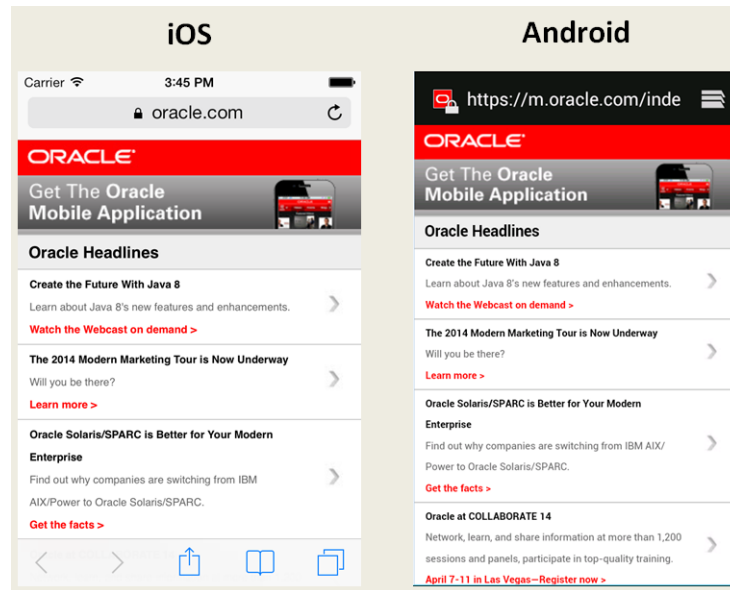 iOS
Carrier 3:45 PM
oracle.com
ORACLE
Get The Oracle
Mobile Application
Oracle Headlines
Create the Future With Java 8
Learn about Java 8's new features and enhancements.
Watch the Webcast on demand >
The 2014 Modern Marketing Tour is Now Underway
Will you be there?
Learn more >
Oracle Solaris/SPARC is Better for Your Modern
Enterprise
Find out why companies are switching from IBM
AIX/Power to Oracle Solaris/SPARC.
Get the facts >
Android
https://m.oracle.com/inde
ORACLE
Get The Oracle
Mobile Application
Oracle Headlines
Create the Future With Java 8
Learn about Java 8's new features and enhancements.
Watch the Webcast on demand >
The 2014 Modern Marketing Tour is Now Underway
Will you be there?
Learn more >
Oracle Solaris/SPARC is Better for Your Modern
Enterprise
Find out why companies are switching from IBM AIX/
Power to Oracle Solaris/SPARC.
Get the facts >
Oracle at COLLABORATE 14
Network, learn, and share information at more than 1,200
sessions and panels, participate in top-quality training.
April 7-11 in Las Vegas—Register now >